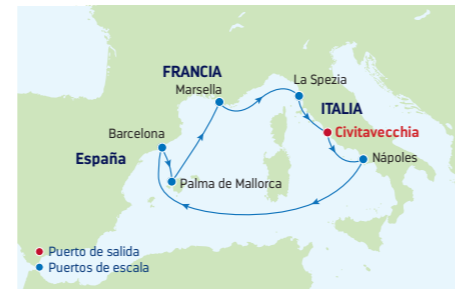 FRANCIA
Marsella
La Spezia
ITALIA
Civitavecchia
Barcelona
España
Nápoles
Palma de Mallorca
Puerto de salida
Puertos de escala